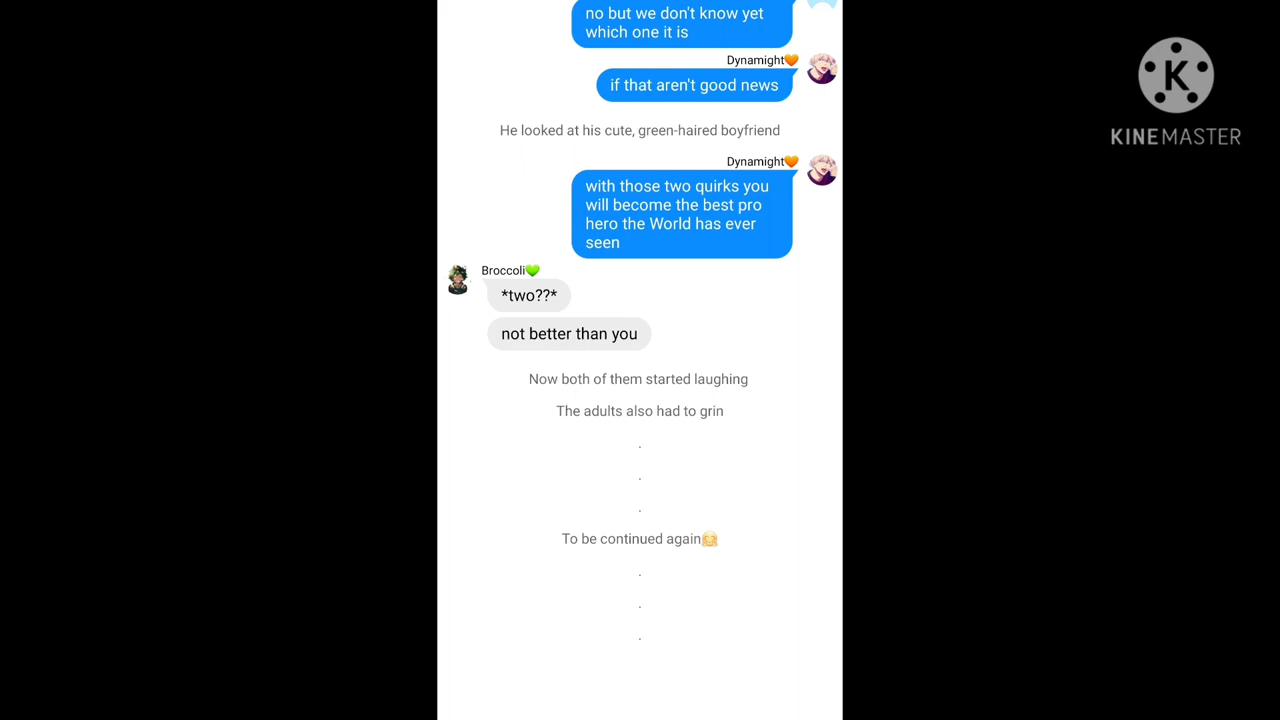 no but we don't know yet
which one it is
Dynamight🧡
if that aren't good news
He looked at his cute, green-haired boyfriend
Dynamight🧡
with those two quirks you
will become the best pro
hero the World has ever
seen
Broccoli💚
*two??*
not better than you
Now both of them started laughing
The adults also had to grin
.
.
.
To be continued again🤗
.
.
.
K
KINEMASTER